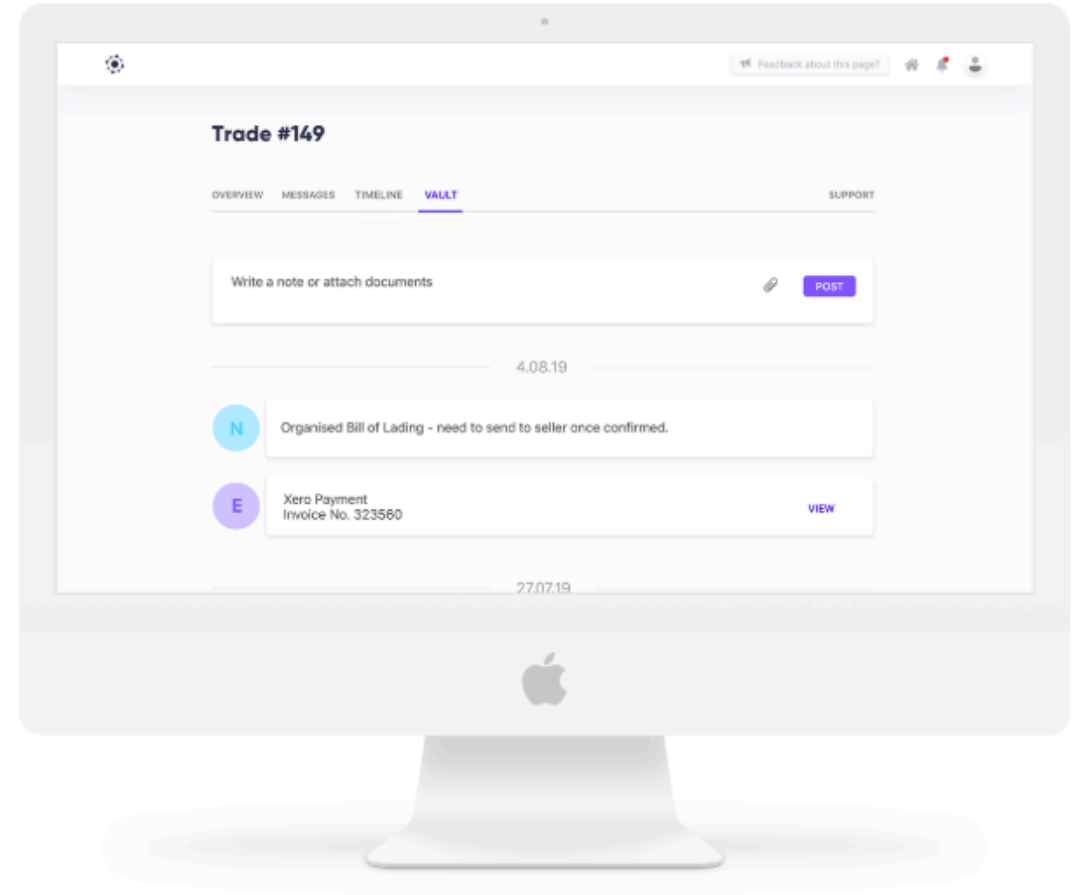 Feedback about this page?
Trade #149
OVERVIEW MESSAGES TIMELINE VAULT SUPPORT
Write a note or attach documents
POST
4.08.19
N
Organised Bill of Lading - need to send to seller once confirmed.
E
Xero Payment
Invoice No. 323560
VIEW
27.07.19